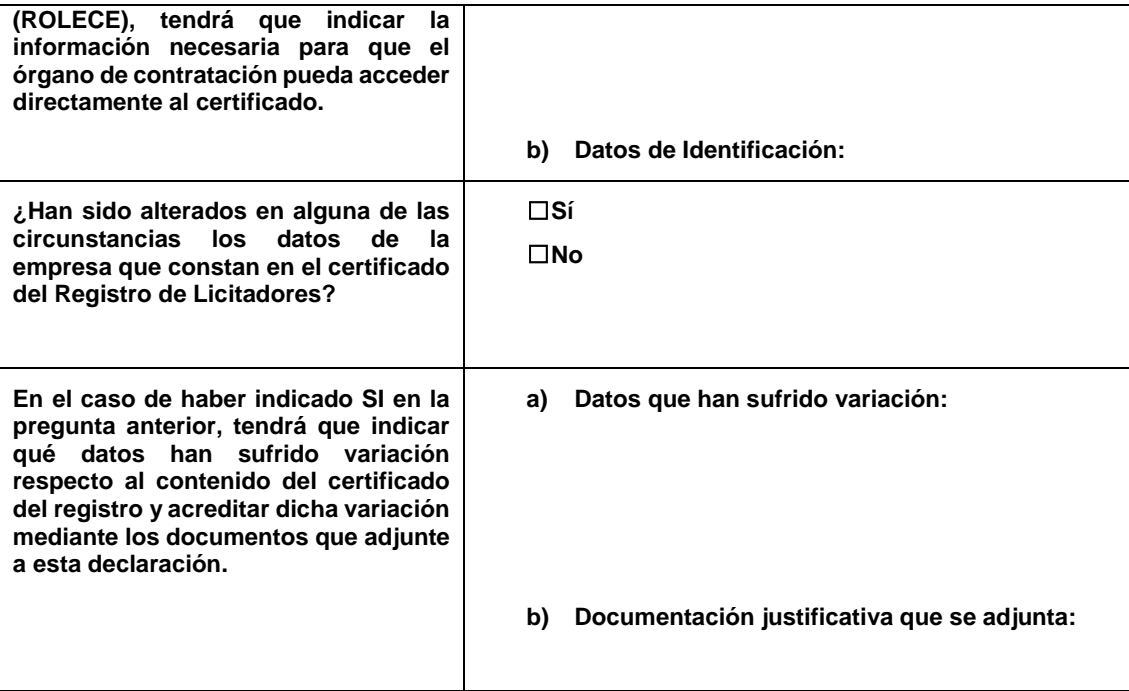 (ROLECE), tendrá que indicar la
información necesaria para que el
órgano de contratación pueda acceder
directamente al certificado.
b) Datos de Identificación:
¿Han sido alterados en alguna de las
circunstancias los datos de la
empresa que constan en el certificado
del Registro de Licitadores?
☐Sí
☐No
En el caso de haber indicado SI en la
pregunta anterior, tendrá que indicar
qué datos han sufrido variación
respecto al contenido del certificado
del registro y acreditar dicha variación
mediante los documentos que adjunte
a esta declaración.
a) Datos que han sufrido variación:
b) Documentación justificativa que se adjunta: